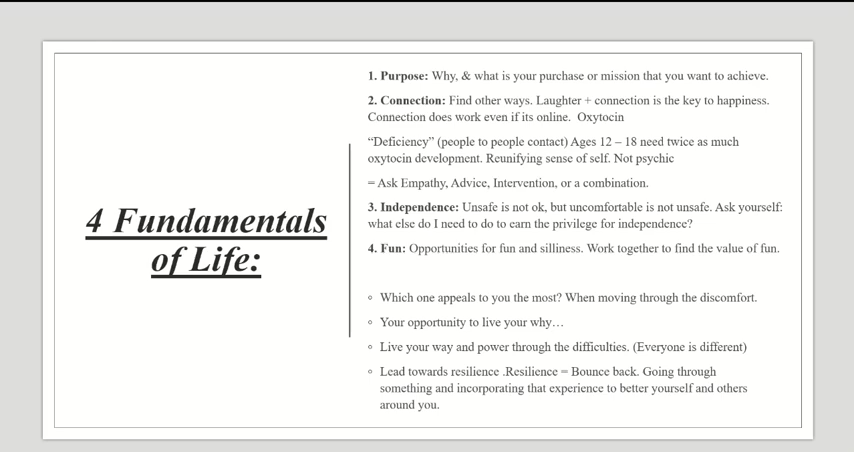 4 Fundamentals
of Life:
1. Purpose: Why, & what is your purchase or mission that you want to achieve.
2. Connection: Find other ways. Laughter + connection is the key to happiness.
Connection does work even if its online.  Oxytocin
“Deficiency” (people to people contact) Ages 12 – 18 need twice as much
oxytocin development. Reunifying sense of self. Not psychic
= Ask Empathy, Advice, Intervention, or a combination.
3. Independence: Unsafe is not ok, but uncomfortable is not unsafe. Ask yourself:
what else do I need to do to earn the privilege for independence?
4. Fun: Opportunities for fun and silliness. Work together to find the value of fun.
◦ Which one appeals to you the most? When moving through the discomfort.
◦ Your opportunity to live your why…
◦ Live your way and power through the difficulties. (Everyone is different)
◦ Lead towards resilience .Resilience = Bounce back. Going through
something and incorporating that experience to better yourself and others
around you.